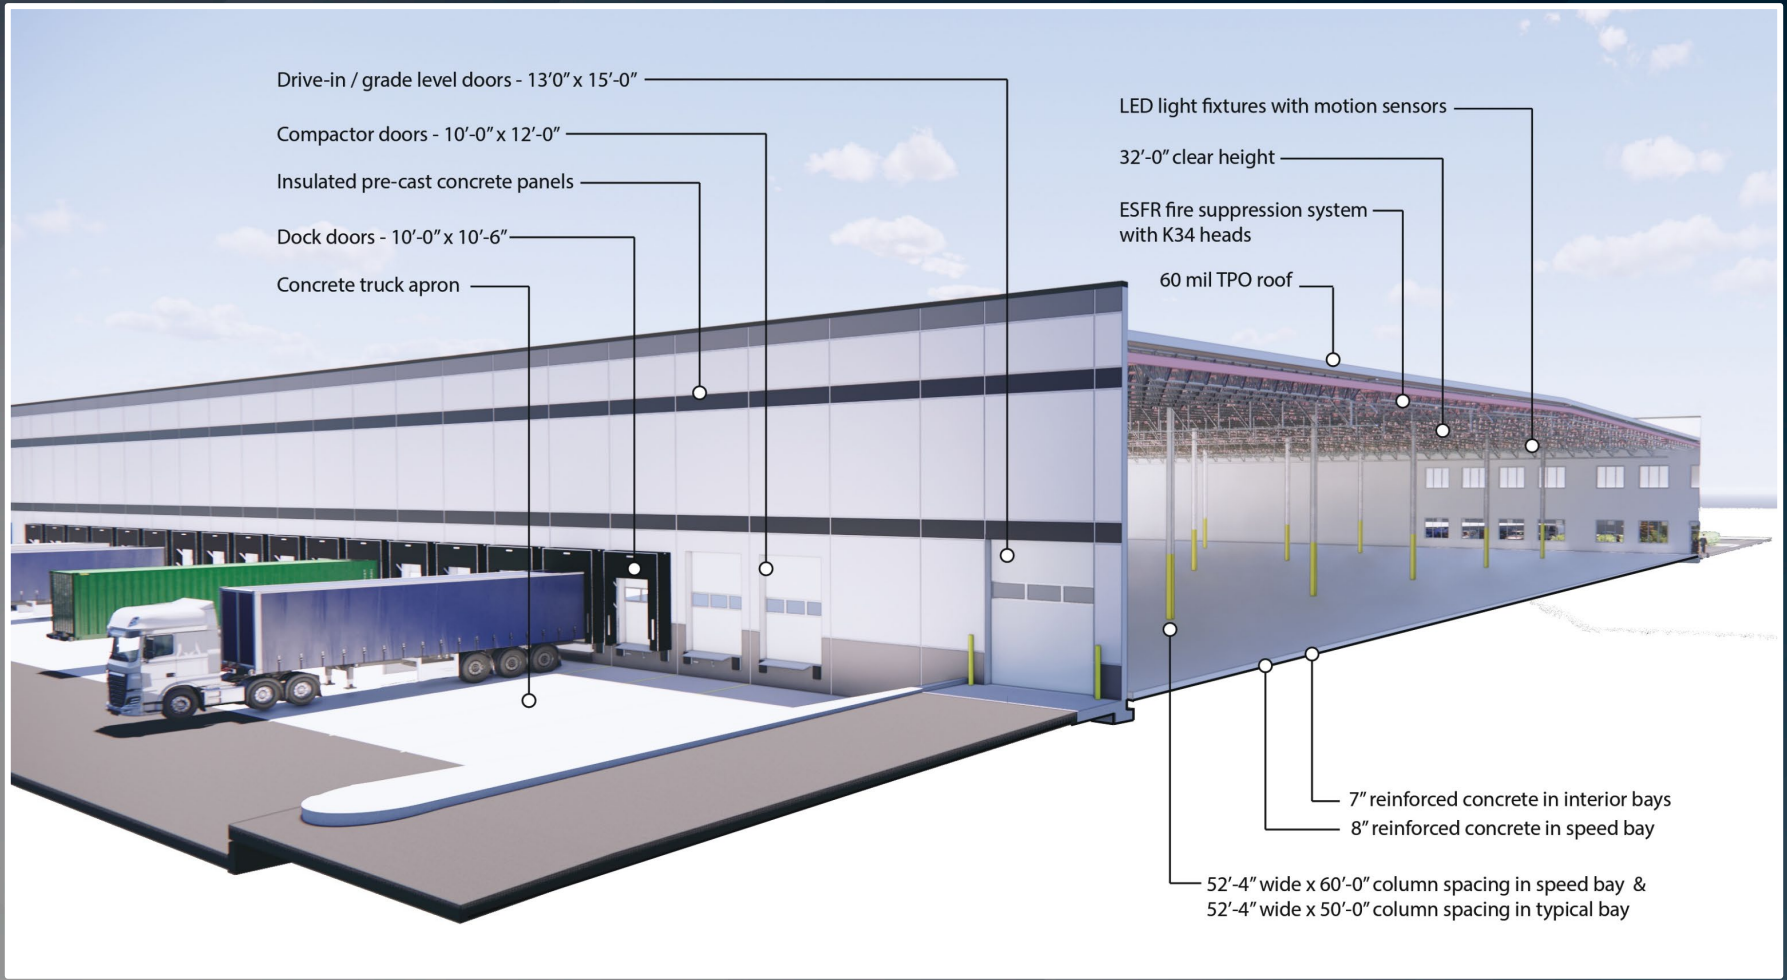 Drive-in / grade level doors - 13'0” x 15'-0”
Compactor doors - 10'-0” x 12'-0”
Insulated pre-cast concrete panels
Dock doors - 10'-0” x 10'-6”
Concrete truck apron
LED light fixtures with motion sensors
32'-0” clear height
ESFR fire suppression system
with K34 heads
60 mil TPO roof
7” reinforced concrete in interior bays
8” reinforced concrete in speed bay
52'-4” wide x 60'-0” column spacing in speed bay &
52'-4” wide x 50'-0” column spacing in typical bay